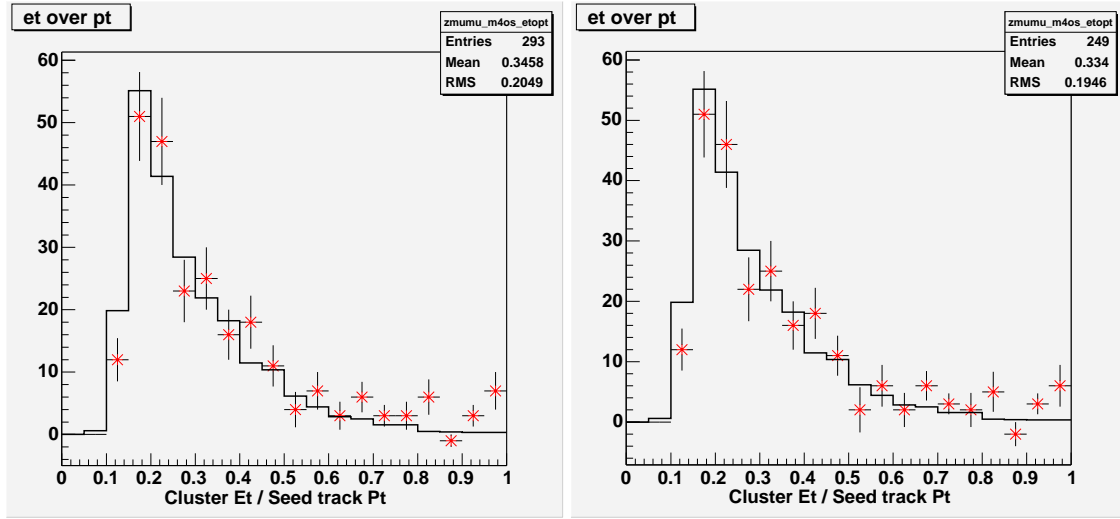 et over pt
zmumu_m4os_etopt
Entries 293
Mean 0.3458
RMS 0.2049
60
50
40
30
20
10
0
0 0.1 0.2 0.3 0.4 0.5 0.6 0.7 0.8 0.9 1
Cluster Et / Seed track Pt
et over pt
zmumu_m4os_etopt
Entries 249
Mean 0.334
RMS 0.1946
60
50
40
30
20
10
0
0 0.1 0.2 0.3 0.4 0.5 0.6 0.7 0.8 0.9 1
Cluster Et / Seed track Pt